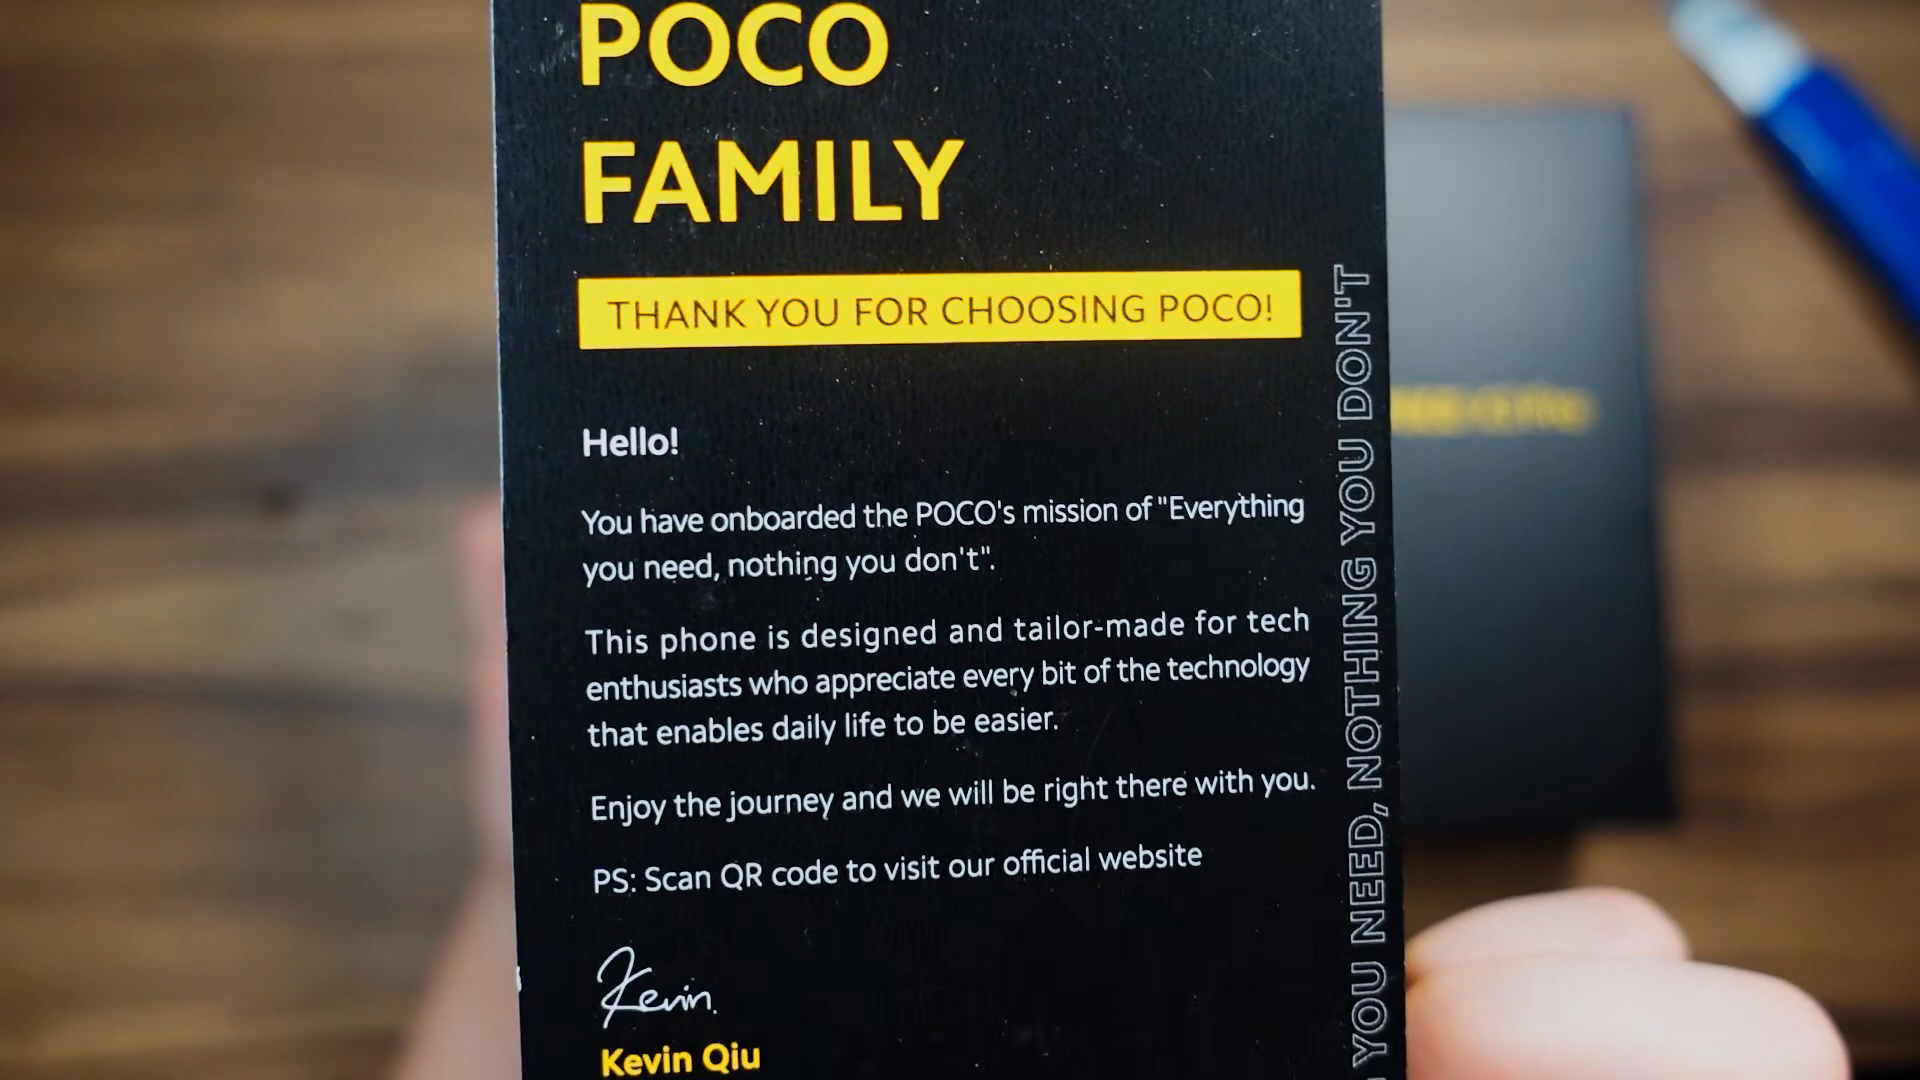 POCO
FAMILY
THANK YOU FOR CHOOSING POCO!
Hello!
You have onboarded the POCO's mission of "Everything
you need, nothing you don't".
This phone is designed and tailor-made for tech
enthusiasts who appreciate every bit of the technology
that enables daily life to be easier.
Enjoy the journey and we will be right there with you.
PS: Scan QR code to visit our official website
Kevin
Kevin Qiu
YOU NEED, NOTHING YOU DON'T